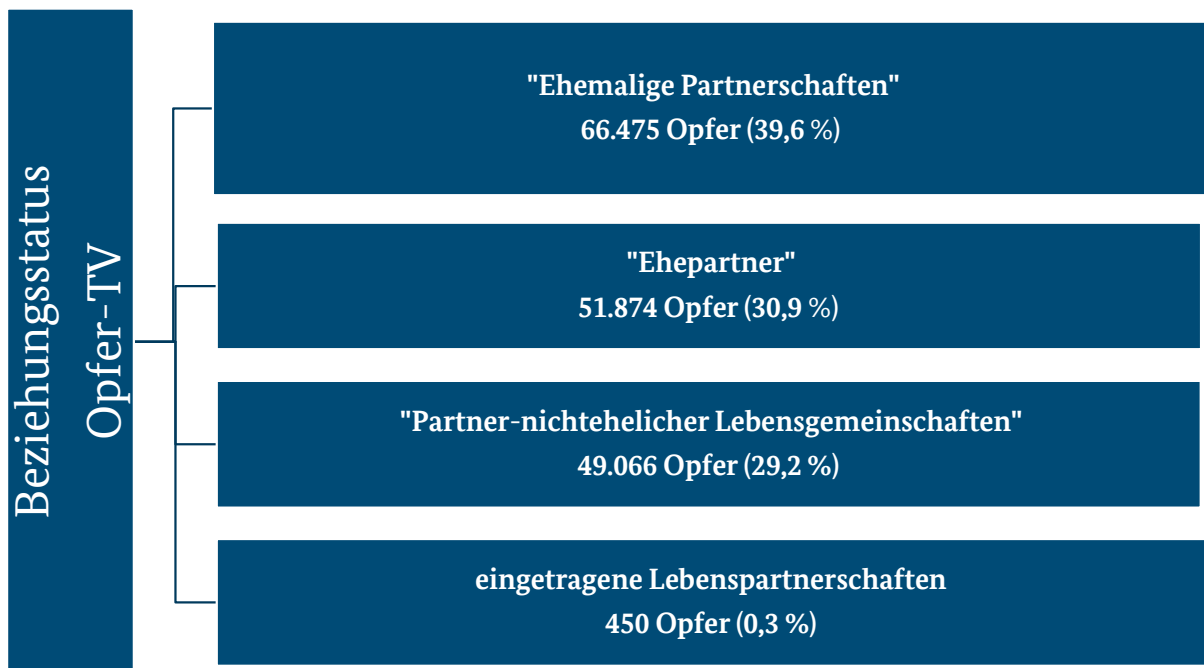 Beziehungsstatus
Opfer-TV
"Ehemalige Partnerschaften"
66.475 Opfer (39,6 %)
"Ehepartner"
51.874 Opfer (30,9 %)
"Partner-nichtehelicher Lebensgemeinschaften"
49.066 Opfer (29,2 %)
eingetragene Lebenspartnerschaften
450 Opfer (0,3 %)